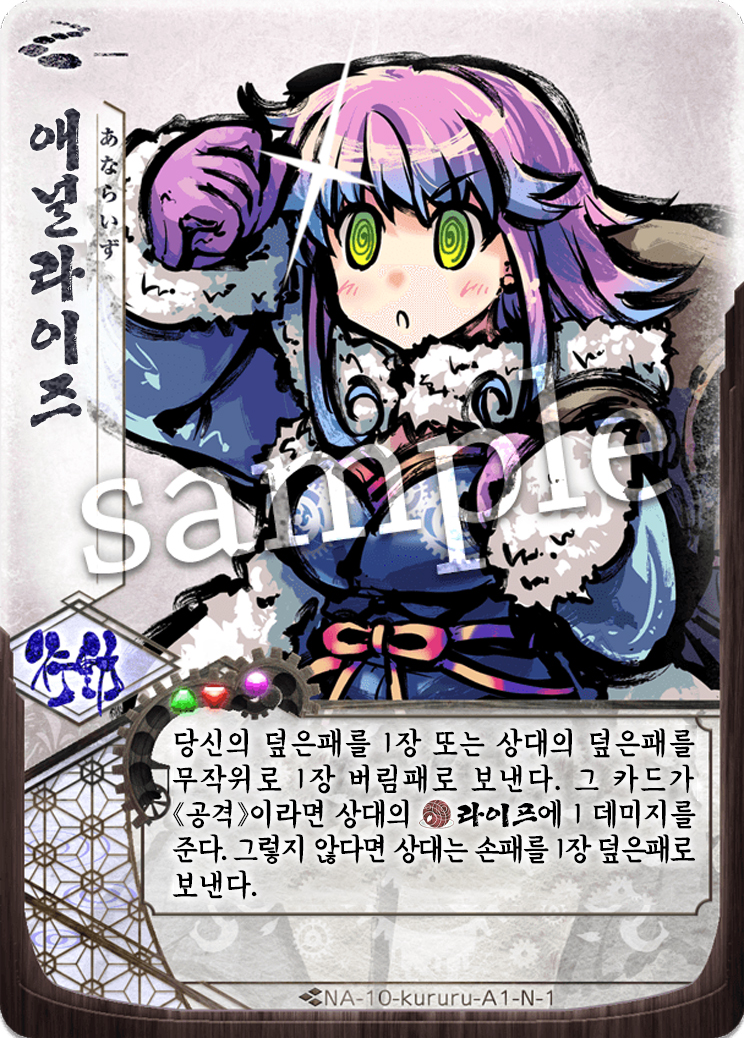 애널라이즈
あならいず
sample
行動
당신의 덮은패를 1장 또는 상대의 덮은패를
무작위로 1장 버림패로 보낸다. 그 카드가
《공격》이라면 상대의 라이프에 1 데미지를
준다. 그렇지 않다면 상대는 손패를 1장 덮은패로
보낸다.
NA-10-kururu-A1-N-1